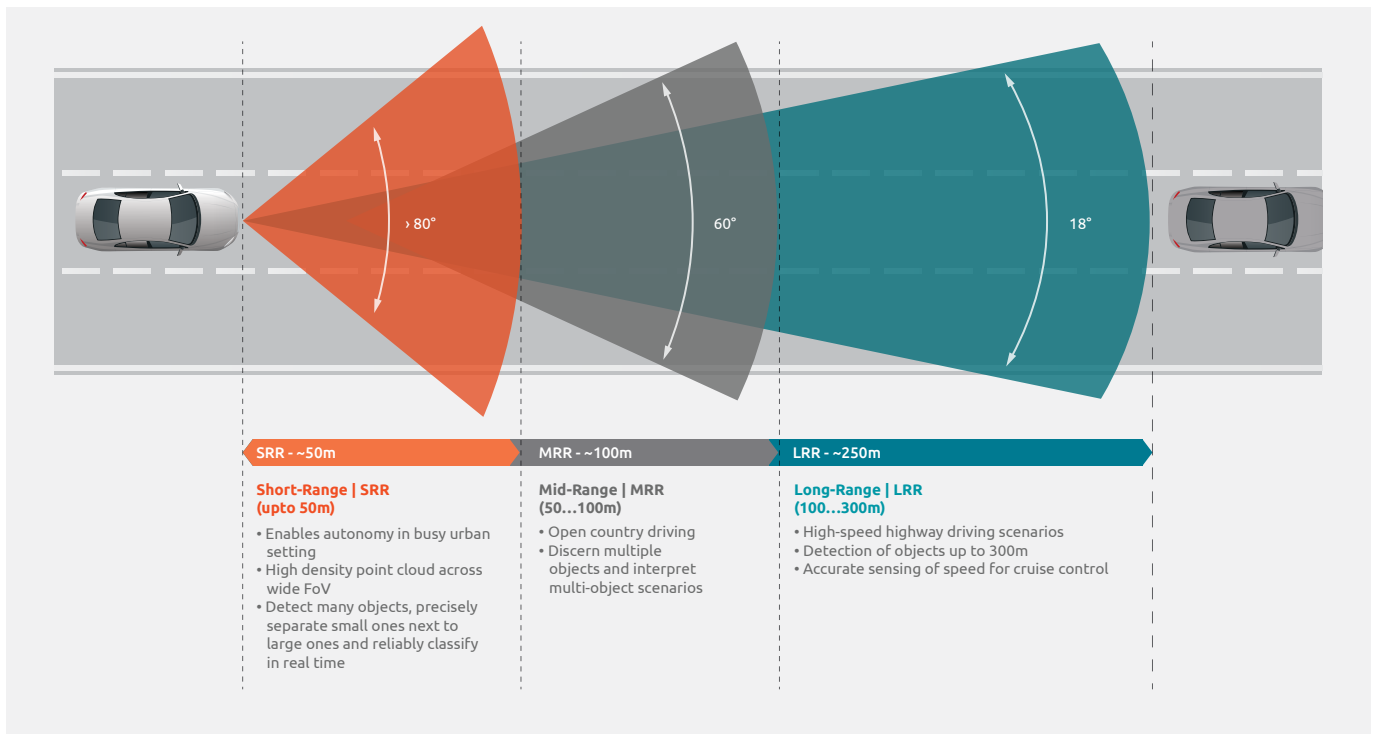 › 80°
60°
18°
SRR - ~50m
MRR - ~100m
LRR - ~250m
Short-Range | SRR
(upto 50m)
• Enables autonomy in busy urban
setting
• High density point cloud across
wide FoV
• Detect many objects, precisely
separate small ones next to
large ones and reliably classify
in real time
Mid-Range | MRR
(50...100m)
• Open country driving
• Discern multiple
objects and interpret
multi-object scenarios
Long-Range | LRR
(100...300m)
• High-speed highway driving scenarios
• Detection of objects up to 300m
• Accurate sensing of speed for cruise control